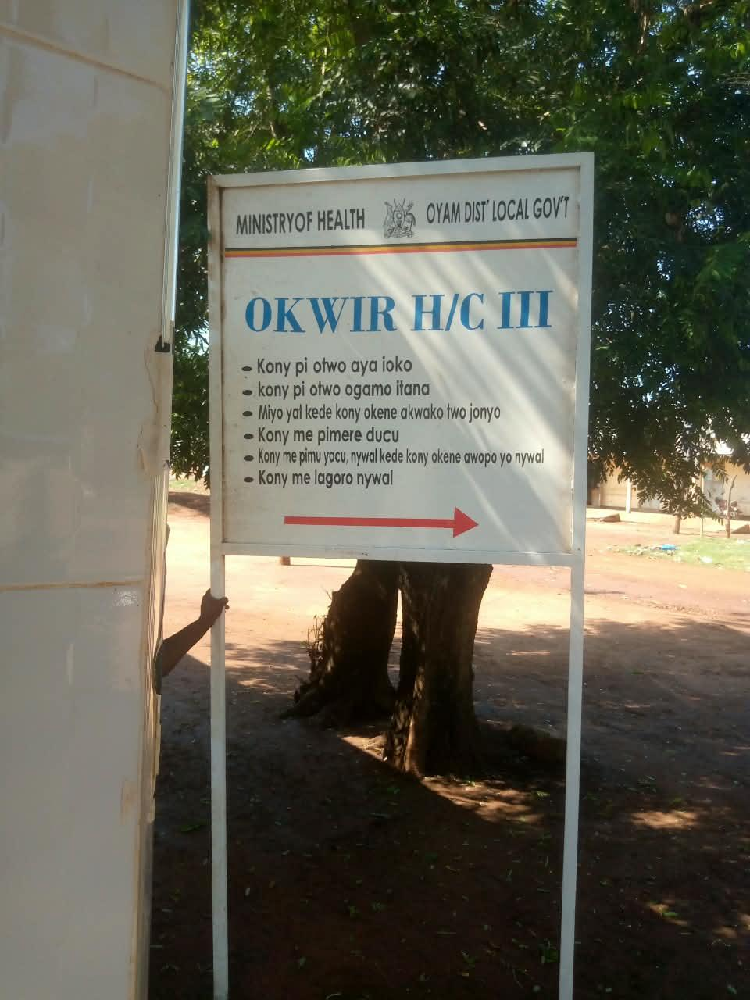 MINISTRYOF HEALTH OYAM DIST' LOCAL GOV'T
OKWIR H/C III
- Kony pi otwo aya ioko
- kony pi otwo ogamo itana
- Miyo yat kede kony okene akwako two jonyo
- Kony me pimere ducu
- Kony me pimu yacu, nywal kede kony okene awopo yo nywal
- Kony me lagoro nywal